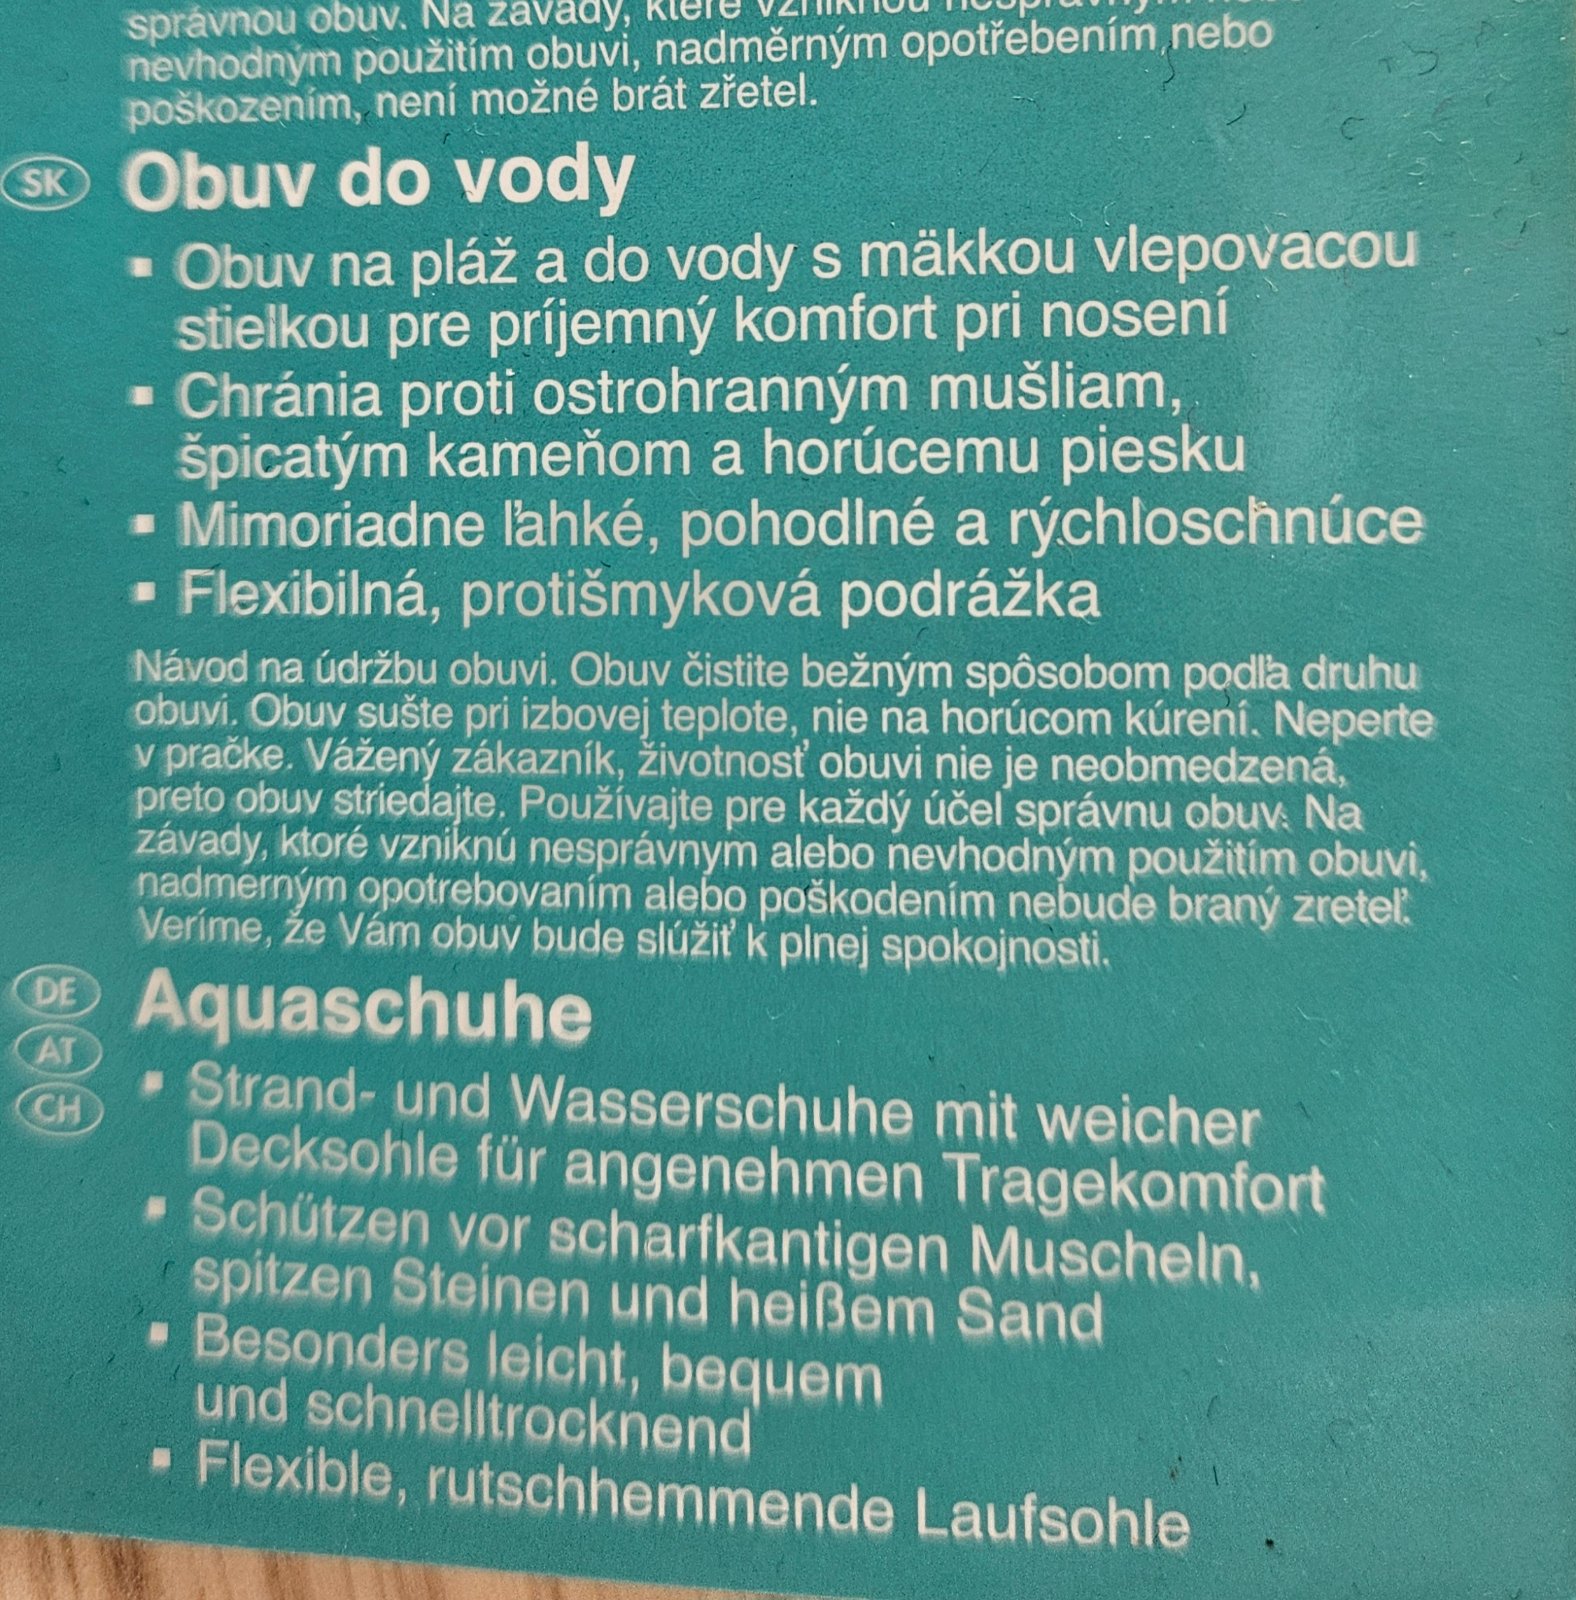 správnou obuv. Na závady, které vzniknou
nevhodným použitím obuvi, nadměrným opotřebením nebo
poškozením, není možné brát zřetel.
SK Obuv do vody
▪ Obuv na pláž a do vody s mäkkou vlepovacou
stielkou pre príjemný komfort pri nosení
▪ Chránia proti ostrohranným mušliam,
špicatým kameňom a horúcemu piesku
▪ Mimoriadne ľahké, pohodlné a rýchloschnúce
▪ Flexibilná, protišmyková podrážka
Návod na údržbu obuvi. Obuv čistite bežným spôsobom podľa druhu
obuvi. Obuv sušte pri izbovej teplote, nie na horúcom kúrení. Neperte
v pračke. Vážený zákazník, životnosť obuvi nie je neobmedzená,
preto obuv striedajte. Používajte pre každý účel správnu obuv. Na
závady, ktoré vzniknú nesprávnym alebo nevhodným použitím obuvi,
nadmerným opotrebovaním alebo poškodením nebude braný zreteľ.
Veríme, že Vám obuv bude slúžiť k plnej spokojnosti.
DE Aquaschuhe
AT
CH
▪ Strand- und Wasserschuhe mit weicher
Decksohle für angenehmen Tragekomfort
▪ Schützen vor scharfkantigen Muscheln,
spitzen Steinen und heißem Sand
▪ Besonders leicht, bequem
und schnelltrocknend
▪ Flexible, rutschhemmende Laufsohle